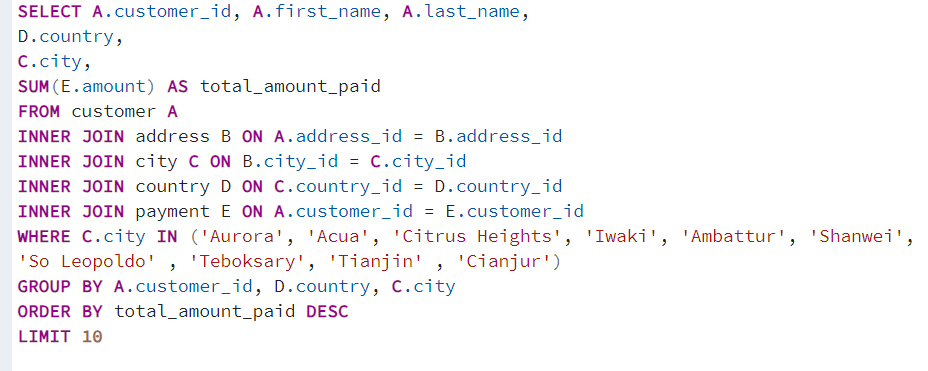 SELECT A.customer_id, A.first_name, A.last_name,
D.country,
C.city,
SUM(E.amount) AS total_amount_paid
FROM customer A
INNER JOIN address B ON A.address_id = B.address_id
INNER JOIN city C ON B.city_id = C.city_id
INNER JOIN country D ON C.country_id = D.country_id
INNER JOIN payment E ON A.customer_id = E.customer_id
WHERE C.city IN ('Aurora', 'Acua', 'Citrus Heights', 'Iwaki', 'Ambattur', 'Shanwei',
'So Leopoldo' , 'Teboksary', 'Tianjin' , 'Cianjur')
GROUP BY A.customer_id, D.country, C.city
ORDER BY total_amount_paid DESC
LIMIT 10